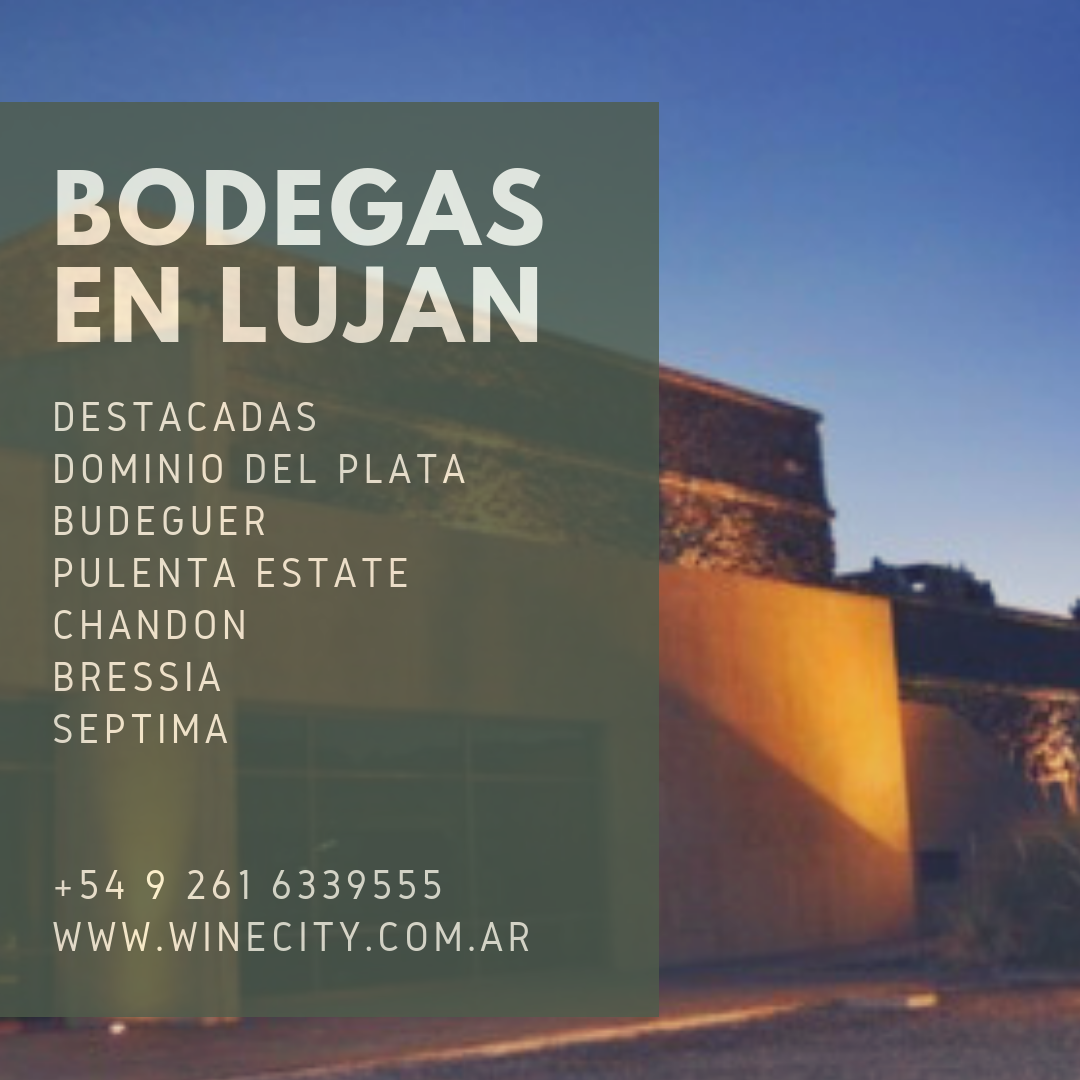 BODEGAS
EN LUJAN
DESTACADAS
DOMINIO DEL PLATA
BUDEGUER
PULENTA ESTATE
CHANDON
BRESSIA
SEPTIMA
+54 9 261 6339555
WWW.WINECITY.COM.AR